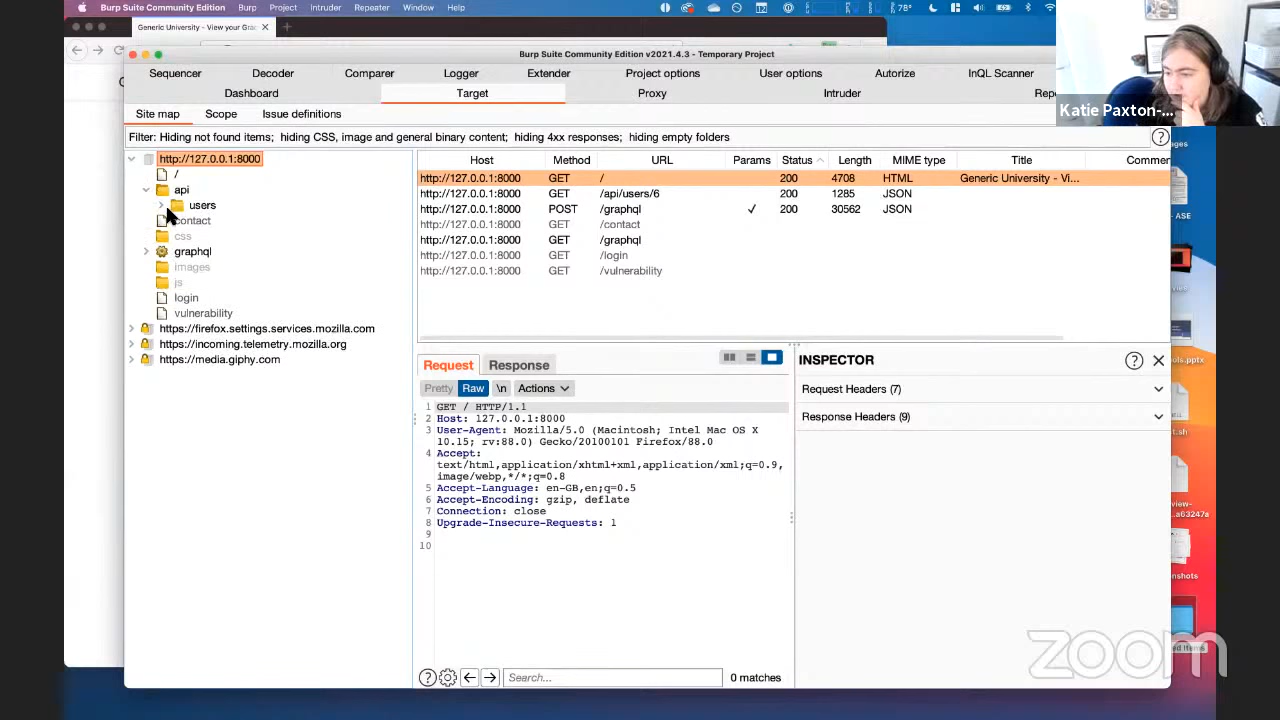 Burp Suite Community Edition Burp Project Intruder Repeater Window Help 78°
Generic University - View your Gra
Burp Suite Community Edition v2021.4.3 - Temporary Project
Sequencer Decoder Comparer Logger Extender Project options User options Autorize InQL Scanner
Dashboard Target Proxy Intruder Rep
Site map Scope Issue definitions
Katie Paxton-...
Filter: Hiding not found items; hiding CSS, image and general binary content; hiding 4xx responses; hiding empty folders ?
http://127.0.0.1:8000
/
api
users
contact
css
graphql
images
js
login
vulnerability
https://firefox.settings.services.mozilla.com
https://incoming.telemetry.mozilla.org
https://media.giphy.com
Host Method URL Params Status Length MIME type Title Commer
http://127.0.0.1:8000 GET / 200 4708 HTML Generic University - Vi...
http://127.0.0.1:8000 GET /api/users/6 200 1285 JSON
http://127.0.0.1:8000 POST /graphql ✓ 200 30562 JSON
http://127.0.0.1:8000 GET /contact
http://127.0.0.1:8000 GET /graphql
http://127.0.0.1:8000 GET /login
http://127.0.0.1:8000 GET /vulnerability
Request Response
Pretty Raw \n Actions
1 GET / HTTP/1.1
2 Host: 127.0.0.1:8000
3 User-Agent: Mozilla/5.0 (Macintosh; Intel Mac OS X
10.15; rv:88.0) Gecko/20100101 Firefox/88.0
4 Accept:
text/html,application/xhtml+xml,application/xml;q=0.9,
image/webp,*/*;q=0.8
5 Accept-Language: en-GB,en;q=0.5
6 Accept-Encoding: gzip, deflate
7 Connection: close
8 Upgrade-Insecure-Requests: 1
9
10
INSPECTOR ?
Request Headers (7)
Response Headers (9)
? Search... 0 matches
ages
- ASE
ols.pptx
t.sh
view-
...a63247a
enshots
ed Items
zoom